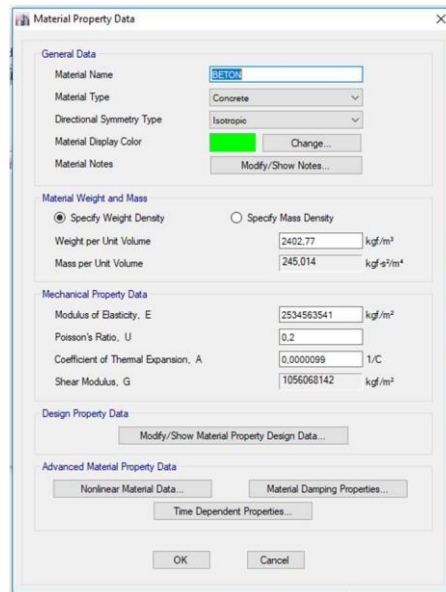 Material Property Data
General Data
Material Name BETON
Material Type Concrete
Directional Symmetry Type Isotropic
Material Display Color Change...
Material Notes Modify/Show Notes...
Material Weight and Mass
Specify Weight Density Specify Mass Density
Weight per Unit Volume 2402,77 kgf/m³
Mass per Unit Volume 245,014 kgf-s²/m⁴
Mechanical Property Data
Modulus of Elasticity, E 2534563541 kgf/m²
Poisson's Ratio, U 0,2
Coefficient of Thermal Expansion, A 0,0000099 1/C
Shear Modulus, G 1056068142 kgf/m²
Design Property Data
Modify/Show Material Property Design Data...
Advanced Material Property Data
Nonlinear Material Data... Material Damping Properties...
Time Dependent Properties...
OK Cancel